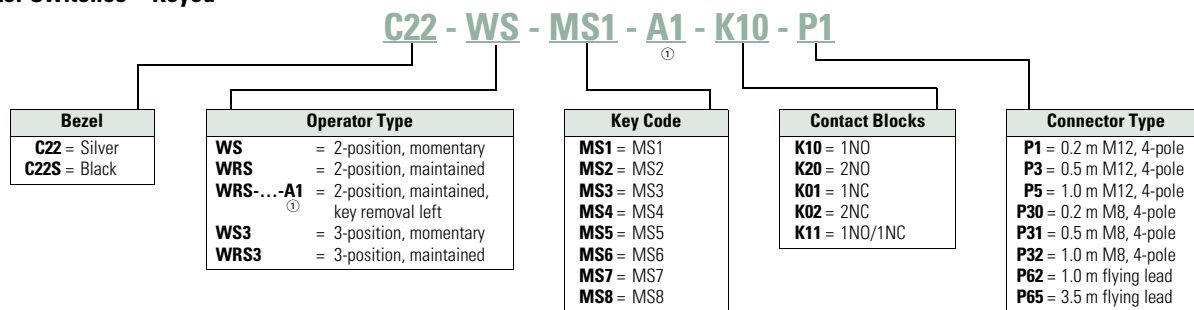 C22 - WS - MS1 - A1 - K10 - P1
①
Bezel
C22 = Silver
C22S = Black
Operator Type
WS = 2-position, momentary
WRS = 2-position, maintained
WRS-...-A1 = 2-position, maintained,
① key removal left
WS3 = 3-position, momentary
WRS3 = 3-position, maintained
Key Code
MS1 = MS1
MS2 = MS2
MS3 = MS3
MS4 = MS4
MS5 = MS5
MS6 = MS6
MS7 = MS7
MS8 = MS8
Contact Blocks
K10 = 1NO
K20 = 2NO
K01 = 1NC
K02 = 2NC
K11 = 1NO/1NC
Connector Type
P1 = 0.2 m M12, 4-pole
P3 = 0.5 m M12, 4-pole
P5 = 1.0 m M12, 4-pole
P30 = 0.2 m M8, 4-pole
P31 = 0.5 m M8, 4-pole
P32 = 1.0 m M8, 4-pole
P62 = 1.0 m flying lead
P65 = 3.5 m flying lead